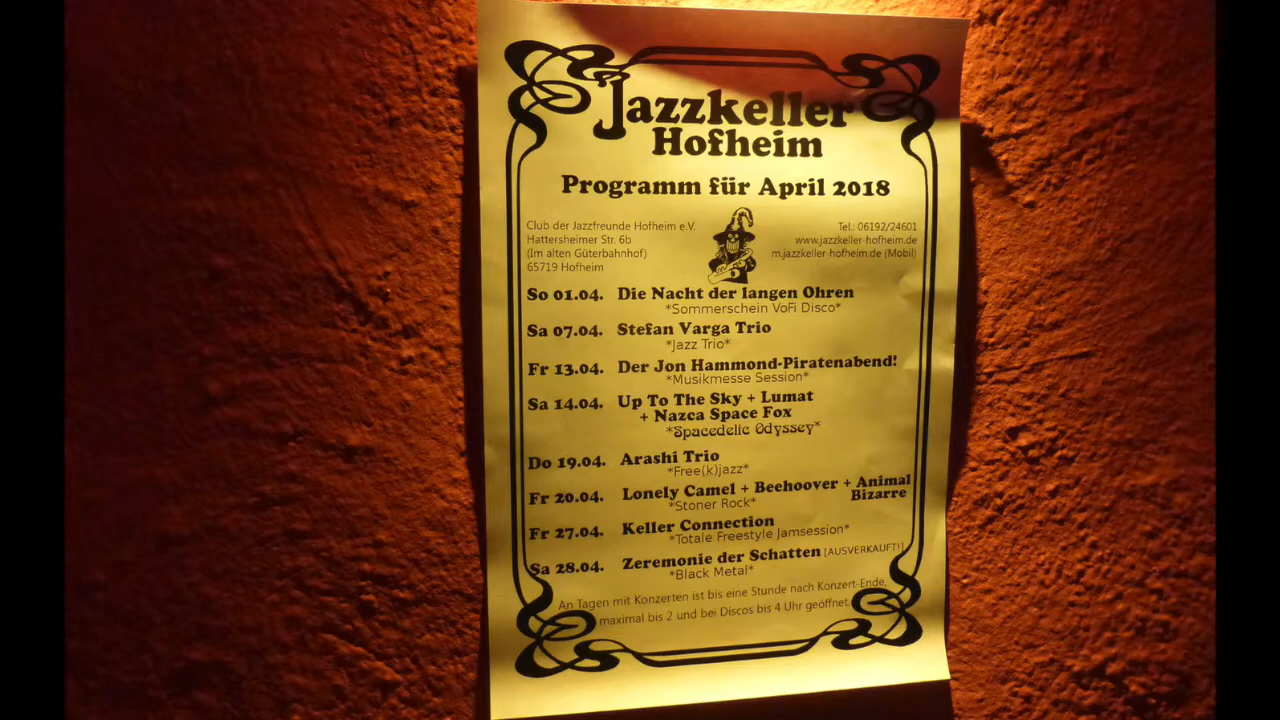 Jazzkeller
Hofheim
Programm für April 2018
Club der Jazzfreunde Hofheim e.V.
Hattersheimer Str. 6b
(Im alten Güterbahnhof)
65719 Hofheim
Tel.: 06192/24601
www.jazzkeller-hofheim.de
m.jazzkeller-hofheim.de (Mobil)
So 01.04. Die Nacht der langen Ohren
*Sommerschein VoFi Disco*
Sa 07.04. Stefan Varga Trio
*Jazz Trio*
Fr 13.04. Der Jon Hammond-Piratenabend!
*Musikmesse Session*
Sa 14.04. Up To The Sky + Lumat
+ Nazca Space Fox
*Spacedelic Odyssey*
Do 19.04. Arashi Trio
*Free(k)jazz*
Fr 20.04. Lonely Camel + Beehoover + Animal
Bizarre
*Stoner Rock*
Fr 27.04. Keller Connection
*Totale Freestyle Jamsession*
Sa 28.04. Zeremonie der Schatten [AUSVERKAUFT!]
*Black Metal*
An Tagen mit Konzerten ist bis eine Stunde nach Konzert-Ende,
maximal bis 2 und bei Discos bis 4 Uhr geöffnet.